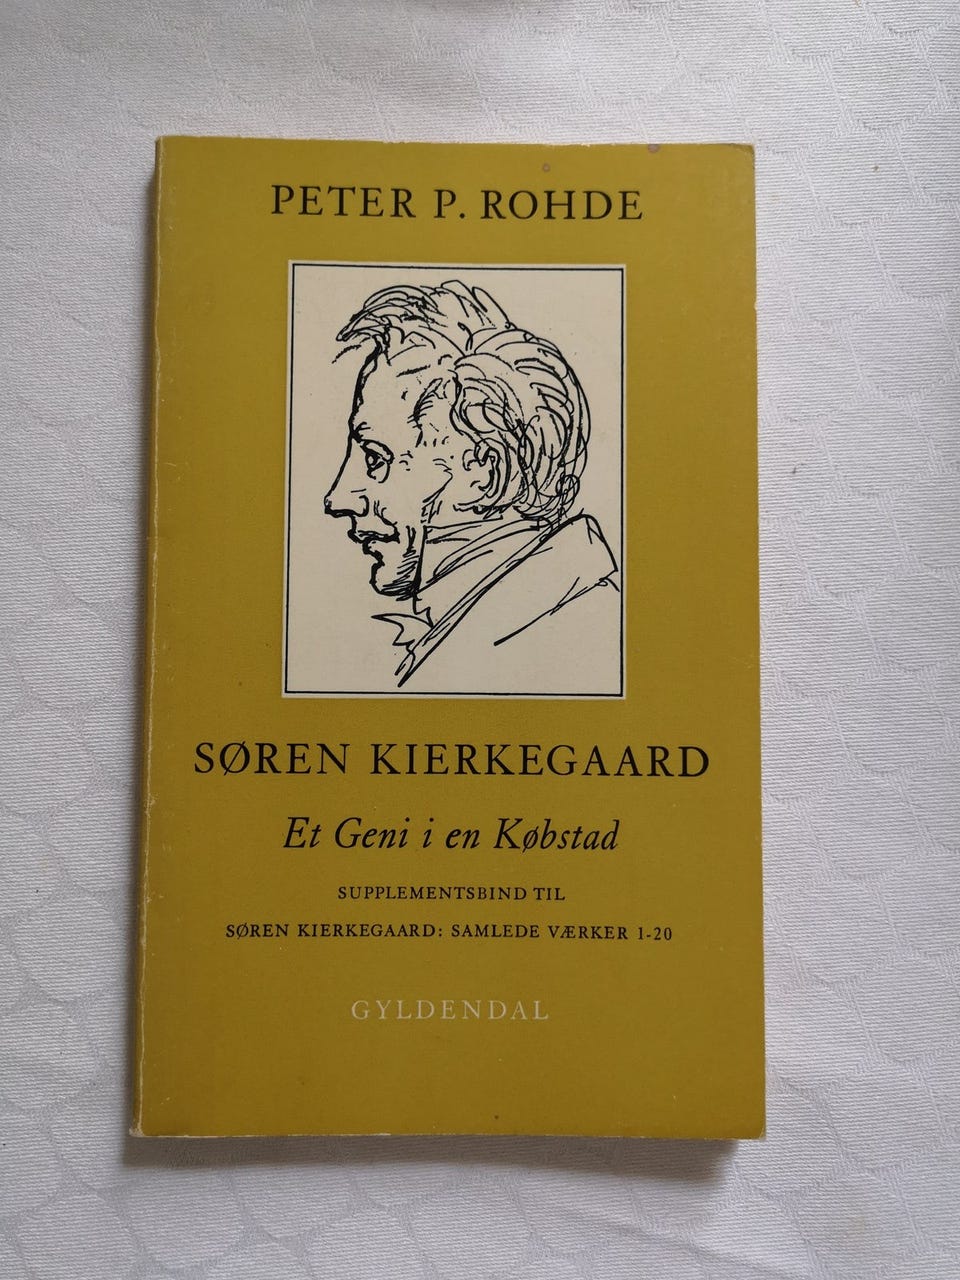 PETER P. ROHDE
SØREN KIERKEGAARD
Et Geni i en Købstad
SUPPLEMENTSBIND TIL
SØREN KIERKEGAARD: SAMLEDE VÆRKER 1-20
GYLDENDAL